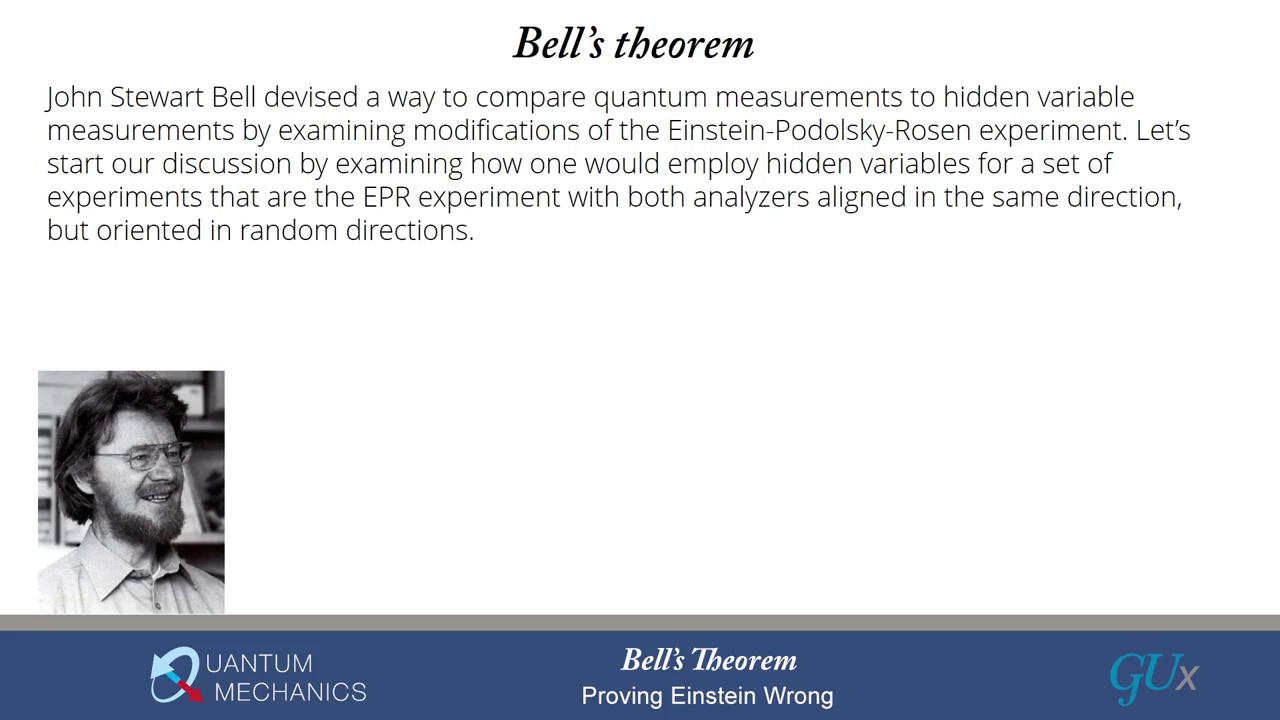 Bell's theorem
John Stewart Bell devised a way to compare quantum measurements to hidden variable
measurements by examining modifications of the Einstein-Podolsky-Rosen experiment. Let's
start our discussion by examining how one would employ hidden variables for a set of
experiments that are the EPR experiment with both analyzers aligned in the same direction,
but oriented in random directions.
QUANTUM
MECHANICS
Bell's Theorem
Proving Einstein Wrong
GUx